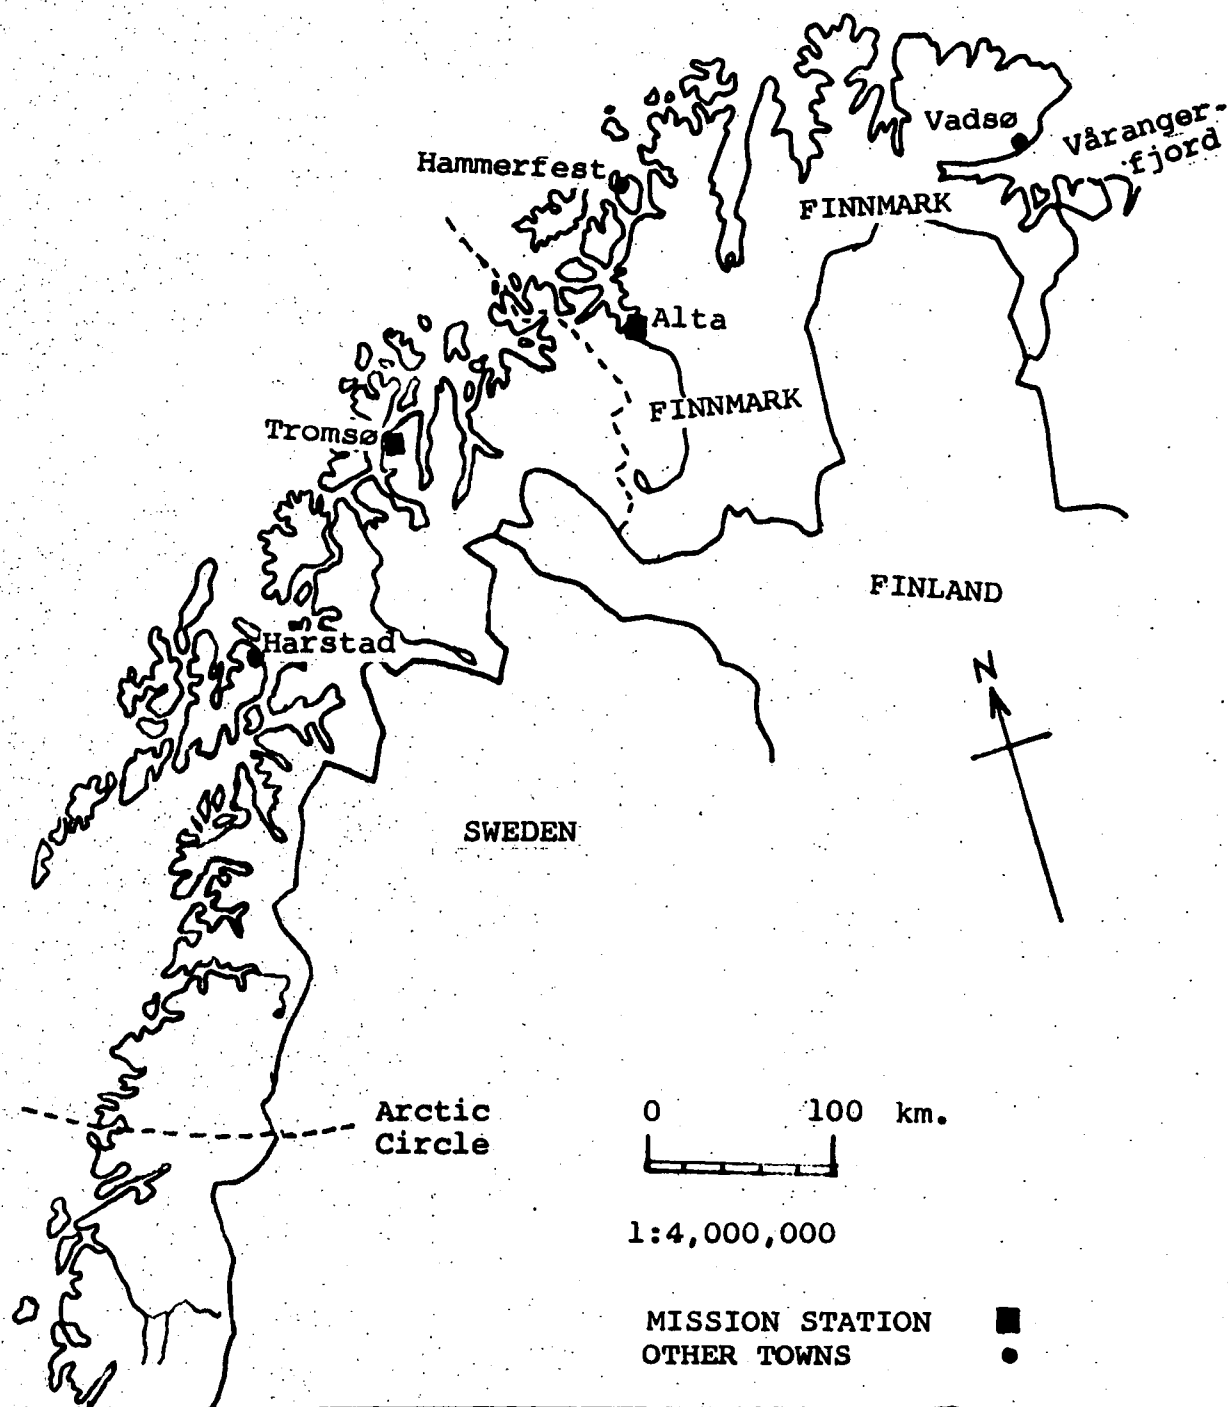 Vadsø
Våranger-
fjord
Hammerfest
FINNMARK
Alta
FINNMARK
Tromsø
FINLAND
Harstad
N
SWEDEN
Arctic
Circle
0 100 km.
1:4,000,000
MISSION STATION
OTHER TOWNS